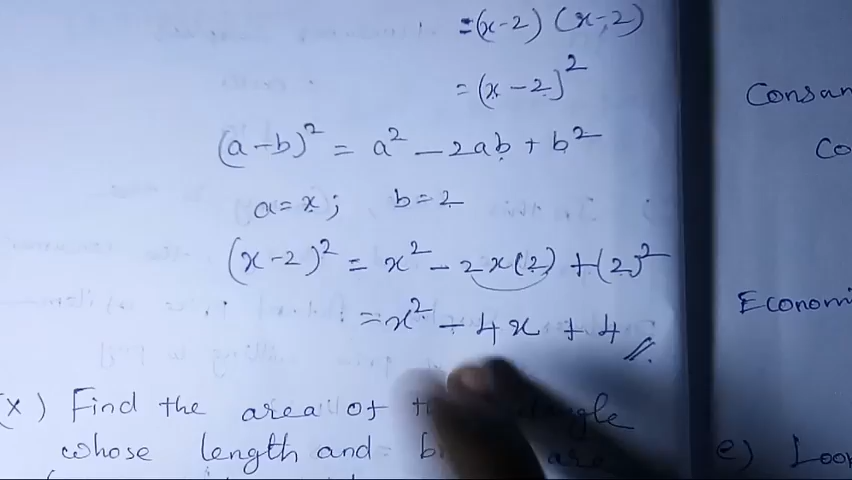 = (x-2) (x-2)
= (x-2)²
(a-b)² = a² - 2ab + b²
a = x; b = 2
(x-2)² = x² - 2x(2) + (2)²
= x² - 4x + 4 //.
x) Find the area of
whose length and
Consan
Co
Economi
e) Loo